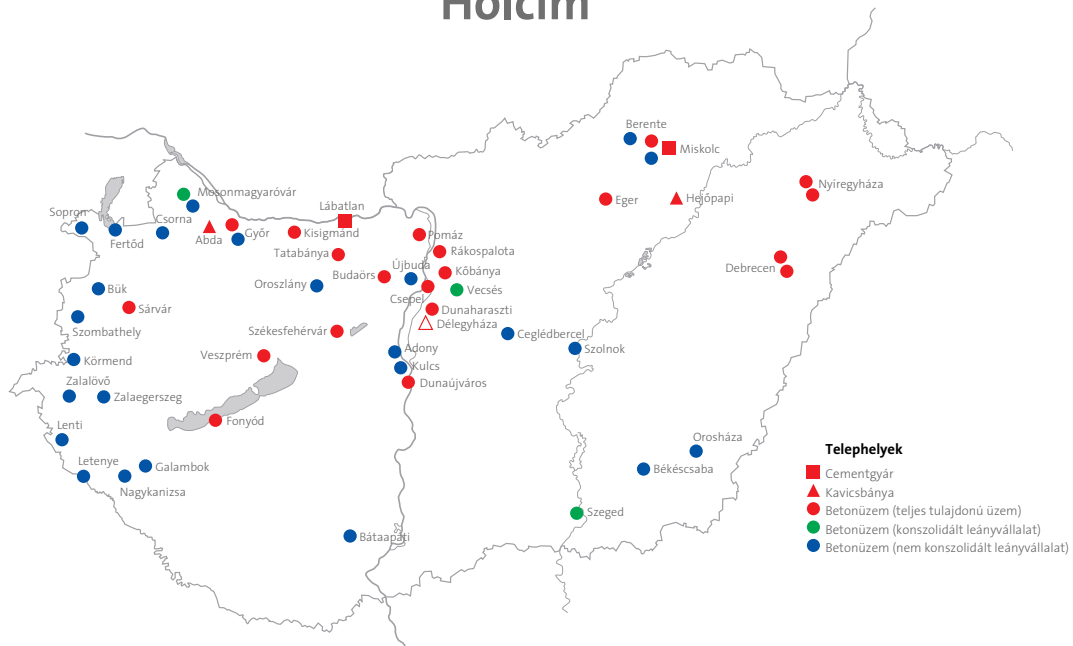 Holcim
Berente
Miskolc
Nyíregyháza
Mosonmagyaróvár
Eger
Hejőpapi
Lábatlan
Sopron
Csorna
Fertőd
Abda
Győr
Kisigmánd
Pomáz
Rákospalota
Tatabánya
Újbuda
Kőbánya
Budaörs
Debrecen
Oroszlány
Bük
Vecsés
Csepel
Sárvár
Dunaharaszti
Délegyháza
Szombathely
Székesfehérvár
Ceglédbercel
Adony
Szolnok
Veszprém
Körmend
Kulcs
Zalalövő
Dunaújváros
Zalaegerszeg
Fonyód
Lenti
Orosháza
Letenye
Galambok
Békéscsaba
Nagykanizsa
Szeged
Bátaapáti
Telephelyek
Cementgyár
Kavicsbánya
Betonüzem (teljes tulajdonú üzem)
Betonüzem (konszolidált leányvállalat)
Betonüzem (nem konszolidált leányvállalat)